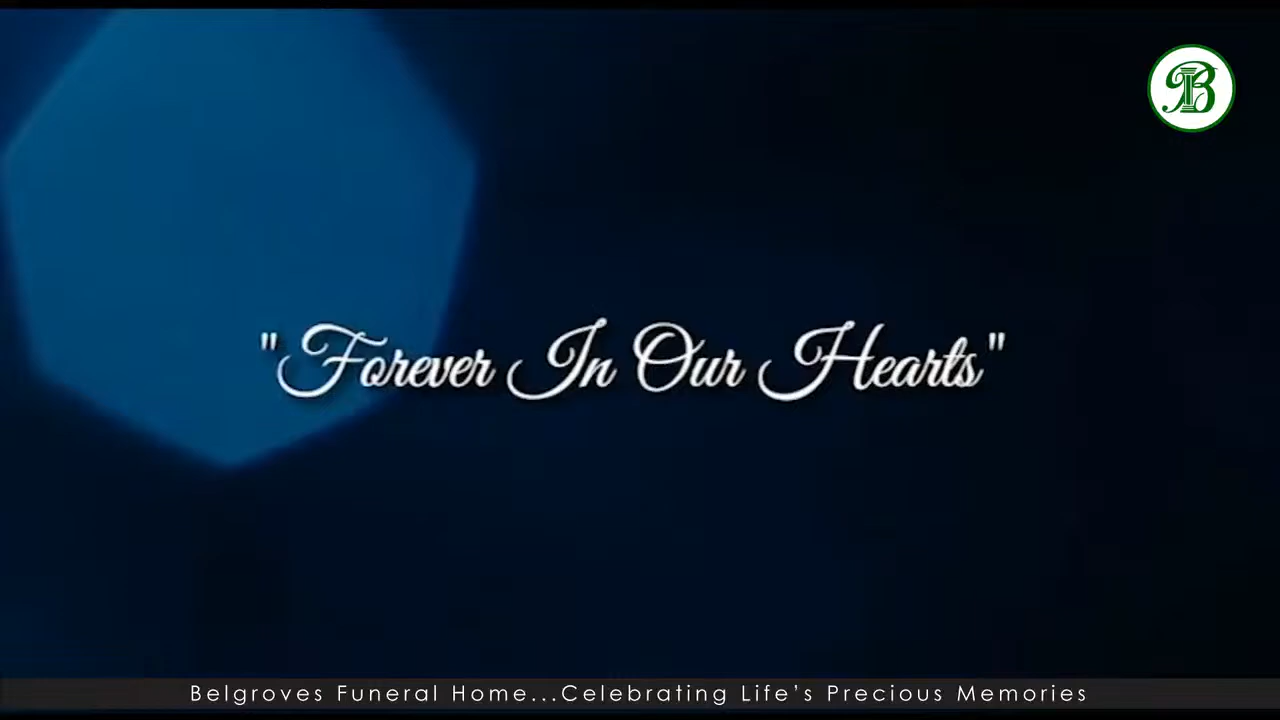 B
"Forever In Our Hearts"
Belgroves Funeral Home...Celebrating Life’s Precious Memories